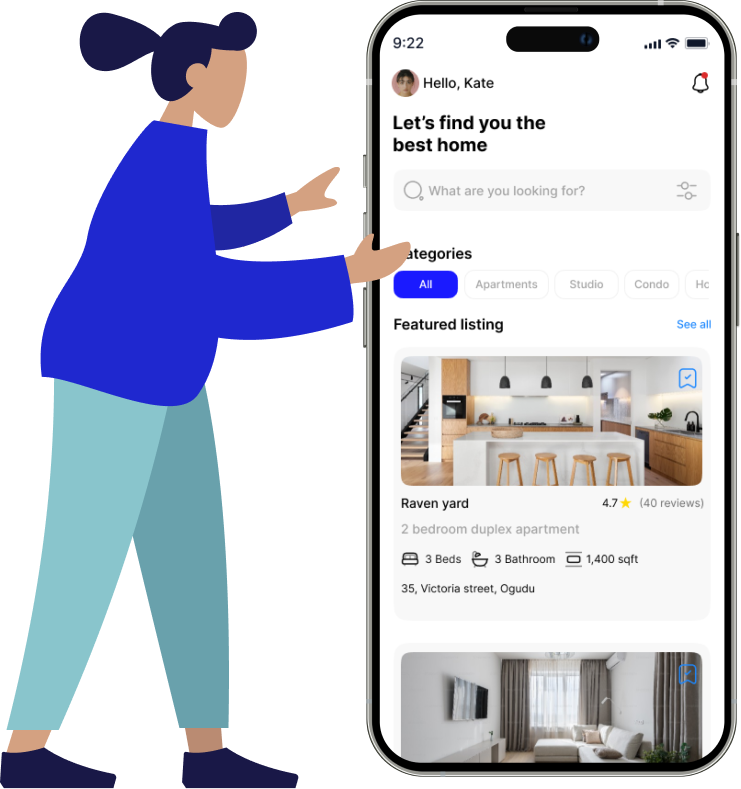 9:22
Hello, Kate
Let's find you the
best home
What are you looking for?
ategories
All Apartments Studio Condo Ho
Featured listing See all
Raven yard 4.7 (40 reviews)
2 bedroom duplex apartment
3 Beds 3 Bathroom 1,400 sqft
35, Victoria street, Ogudu